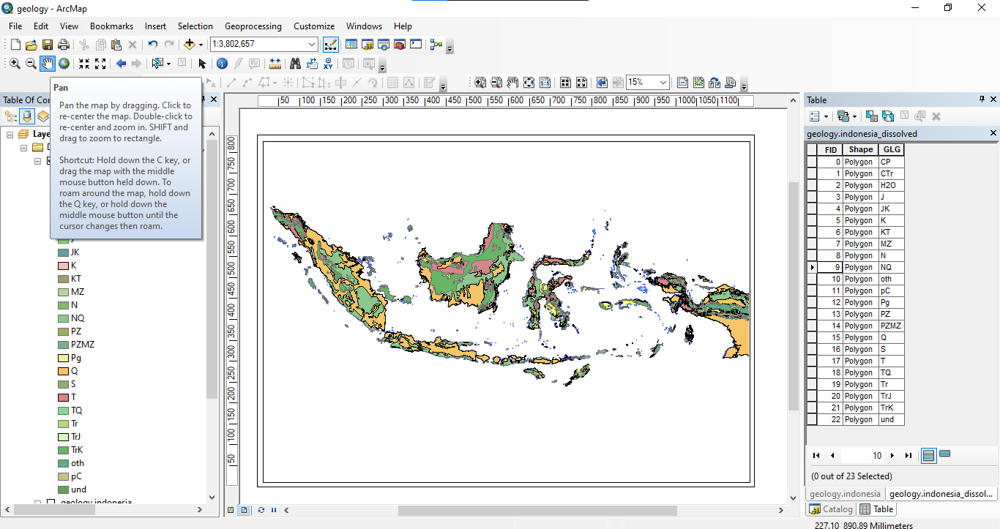 geology - ArcMap
File Edit View Bookmarks Insert Selection Geoprocessing Customize Windows Help
1:3,802,657
15%
Pan
Pan the map by dragging. Click to
re-center the map. Double-click to
re-center and zoom in. SHIFT and
drag to zoom to rectangle.
Shortcut: Hold down the C key, or
drag the map with the middle
mouse button held down. To
roam around the map, hold down
the Q key, or hold down the
middle mouse button until the
cursor changes then roam.
Table Of Co
Laye
J
JK
K
KT
MZ
N
NQ
PZ
PZMZ
Pg
Q
S
T
TQ
Tr
TrJ
TrK
oth
pC
und
geology.indonesia
50 100 150 200 250 300 350 400 450 500 550 600 650 700 750 800 850 900 950 1000 1100
800
750
700
650
600
550
500
450
400
350
300
250
200
150
100
50
Table
geology.indonesia_dissolved
FID Shape GLG
0 Polygon CP
1 Polygon CTr
2 Polygon H2O
3 Polygon J
4 Polygon JK
5 Polygon K
6 Polygon KT
7 Polygon MZ
8 Polygon N
9 Polygon NQ
10 Polygon oth
11 Polygon pC
12 Polygon Pg
13 Polygon PZ
14 Polygon PZMZ
15 Polygon Q
16 Polygon S
17 Polygon T
18 Polygon TQ
19 Polygon Tr
20 Polygon TrJ
21 Polygon TrK
22 Polygon und
10
(0 out of 23 Selected)
geology.indonesia geology.indonesia_dissol...
Catalog Table
227.10 890.89 Millimeters